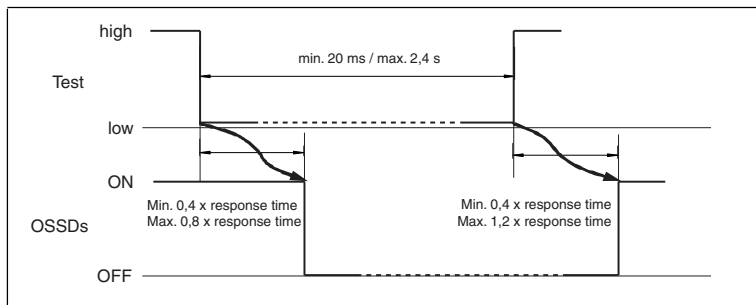 high
min. 20 ms / max. 2,4 s
Test
low
ON
Min. 0,4 x response time
Max. 0,8 x response time
Min. 0,4 x response time
Max. 1,2 x response time
OSSDs
OFF